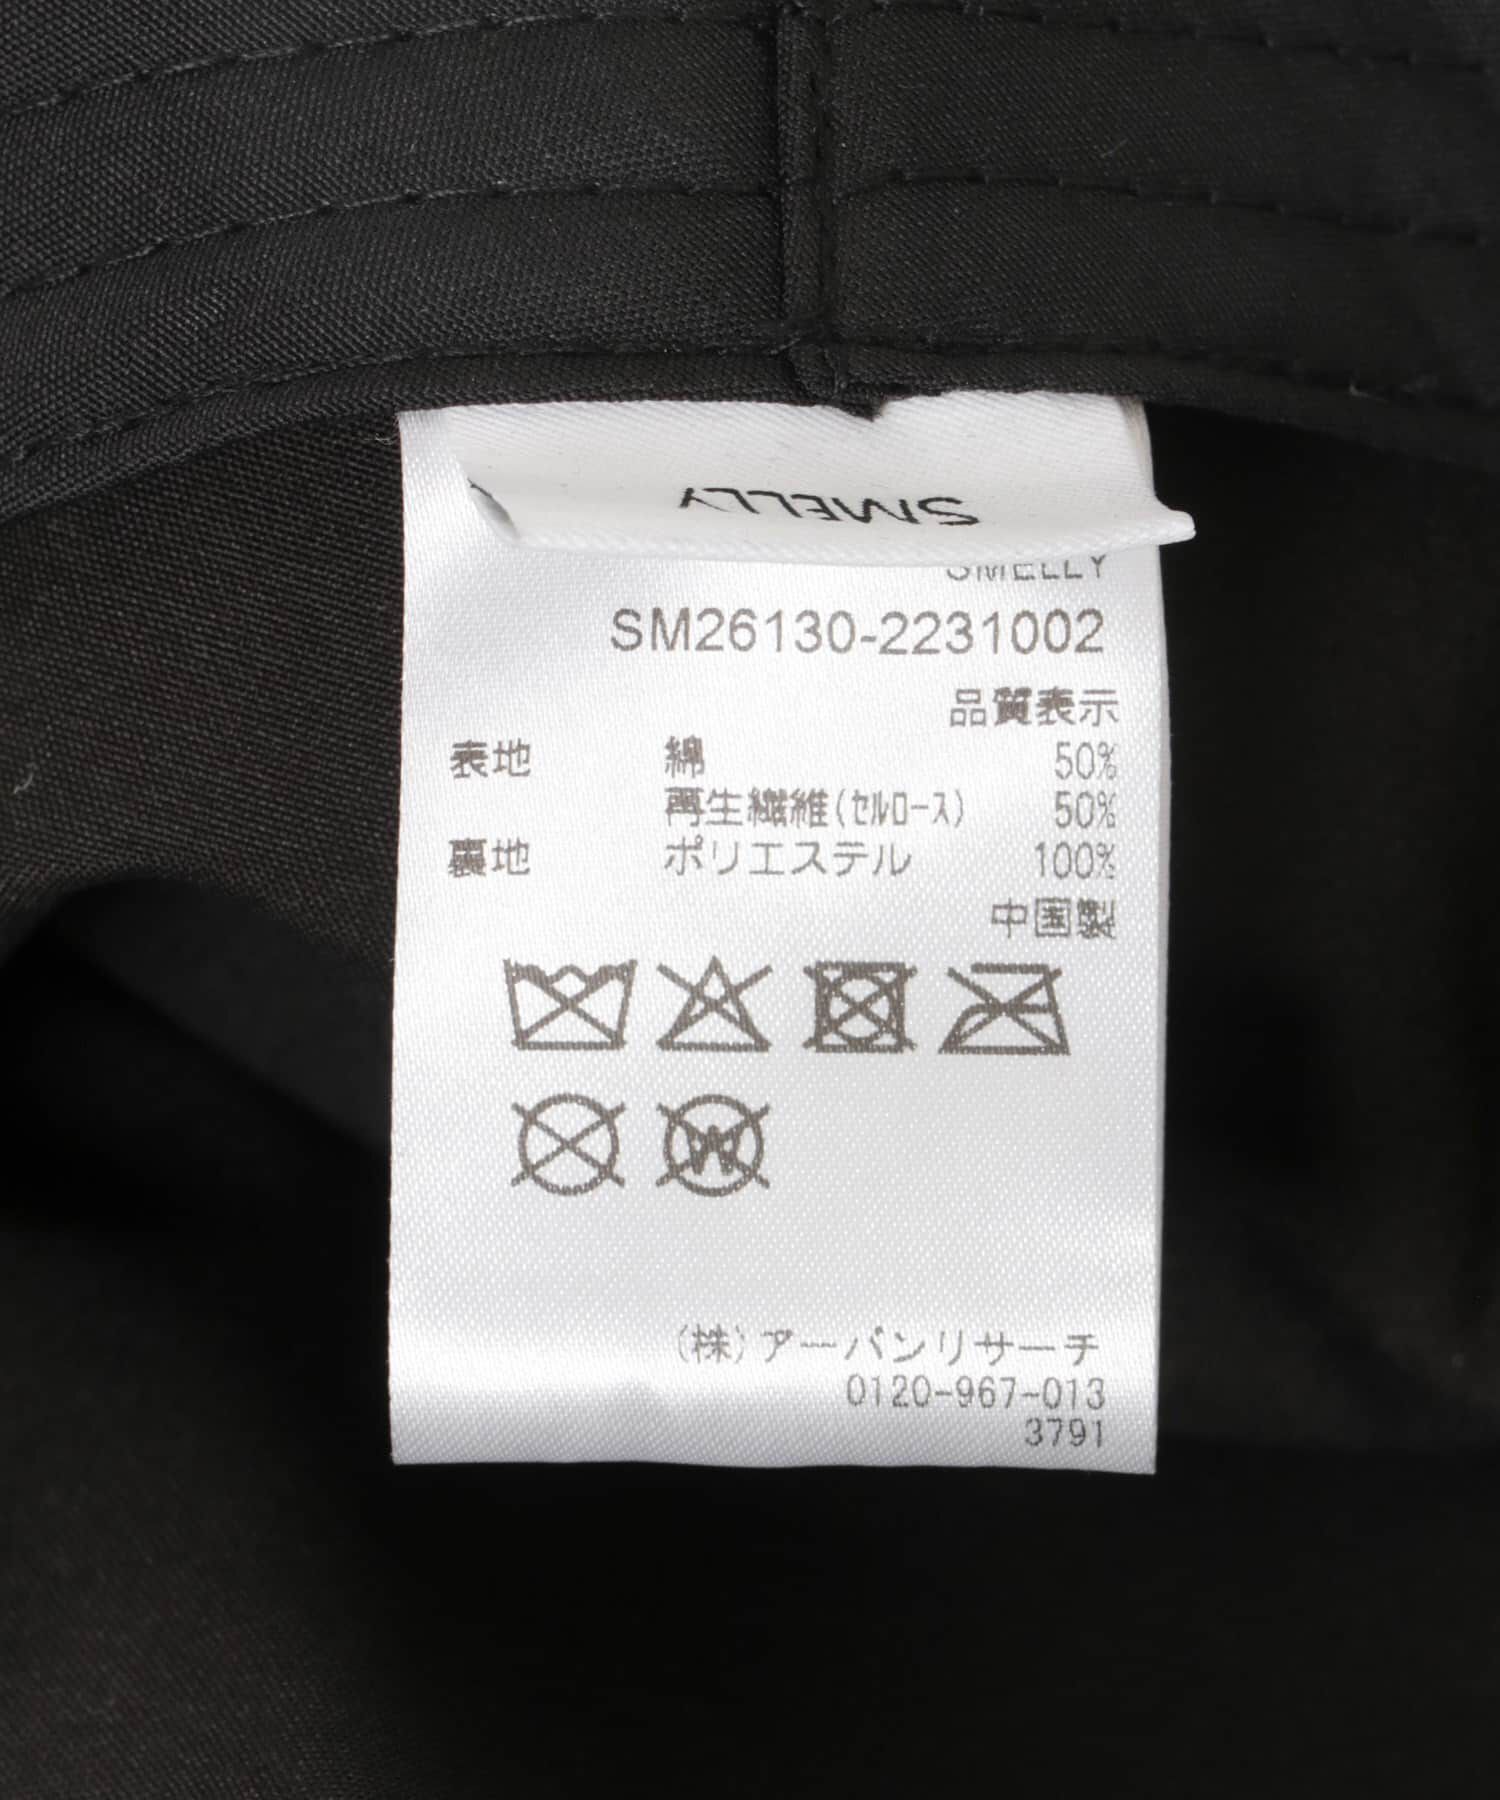 SMELLY
SMELLY
SM26130-2231002
品質表示
表地 綿 50%
再生繊維(ｾﾙﾛｰｽ) 50%
裏地 ポリエステル 100%
中国製
W
(株)アーバンリサーチ
0120-967-013
3791